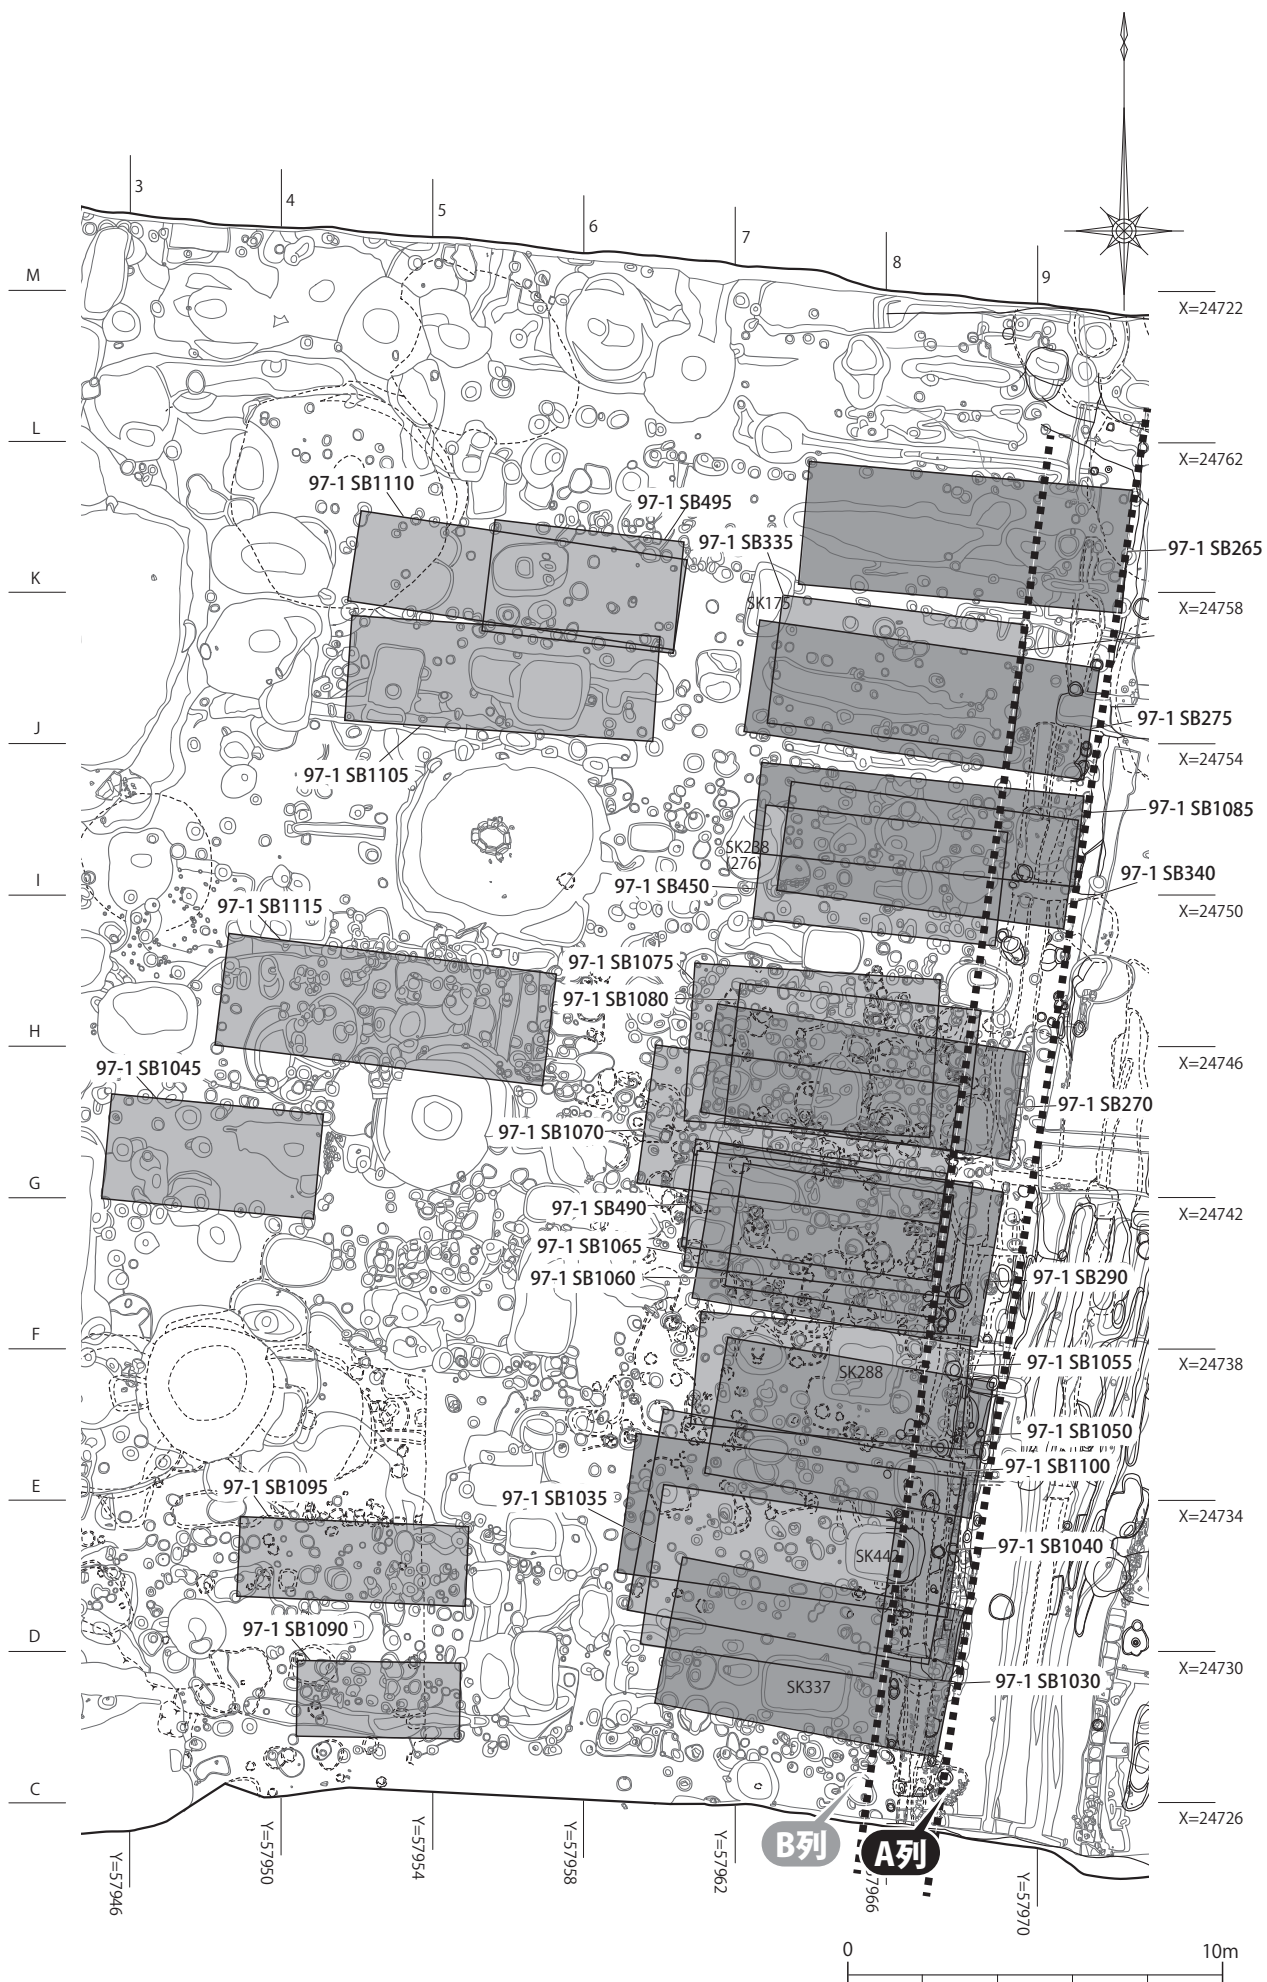 3
4
5
6
7
8
9
M
X=24722
L
X=24762
97-1 SB1110
97-1 SB495
97-1 SB335
97-1 SB265
K
SK175
X=24758
J
97-1 SB275
X=24754
97-1 SB1105
97-1 SB1085
SK238
(276)
97-1 SB340
97-1 SB450
I
X=24750
97-1 SB1115
97-1 SB1075
97-1 SB1080
H
X=24746
97-1 SB1045
97-1 SB270
97-1 SB1070
G
97-1 SB490
X=24742
97-1 SB1065
97-1 SB1060
97-1 SB290
F
X=24738
97-1 SB1055
SK288
97-1 SB1050
97-1 SB1100
E
97-1 SB1095
97-1 SB1035
X=24734
97-1 SB1040
SK442
D
97-1 SB1090
X=24730
97-1 SB1030
SK337
C
X=24726
B列
A列
Y=57946
Y=57950
Y=57954
Y=57958
Y=57962
57966
Y=57970
0
10m